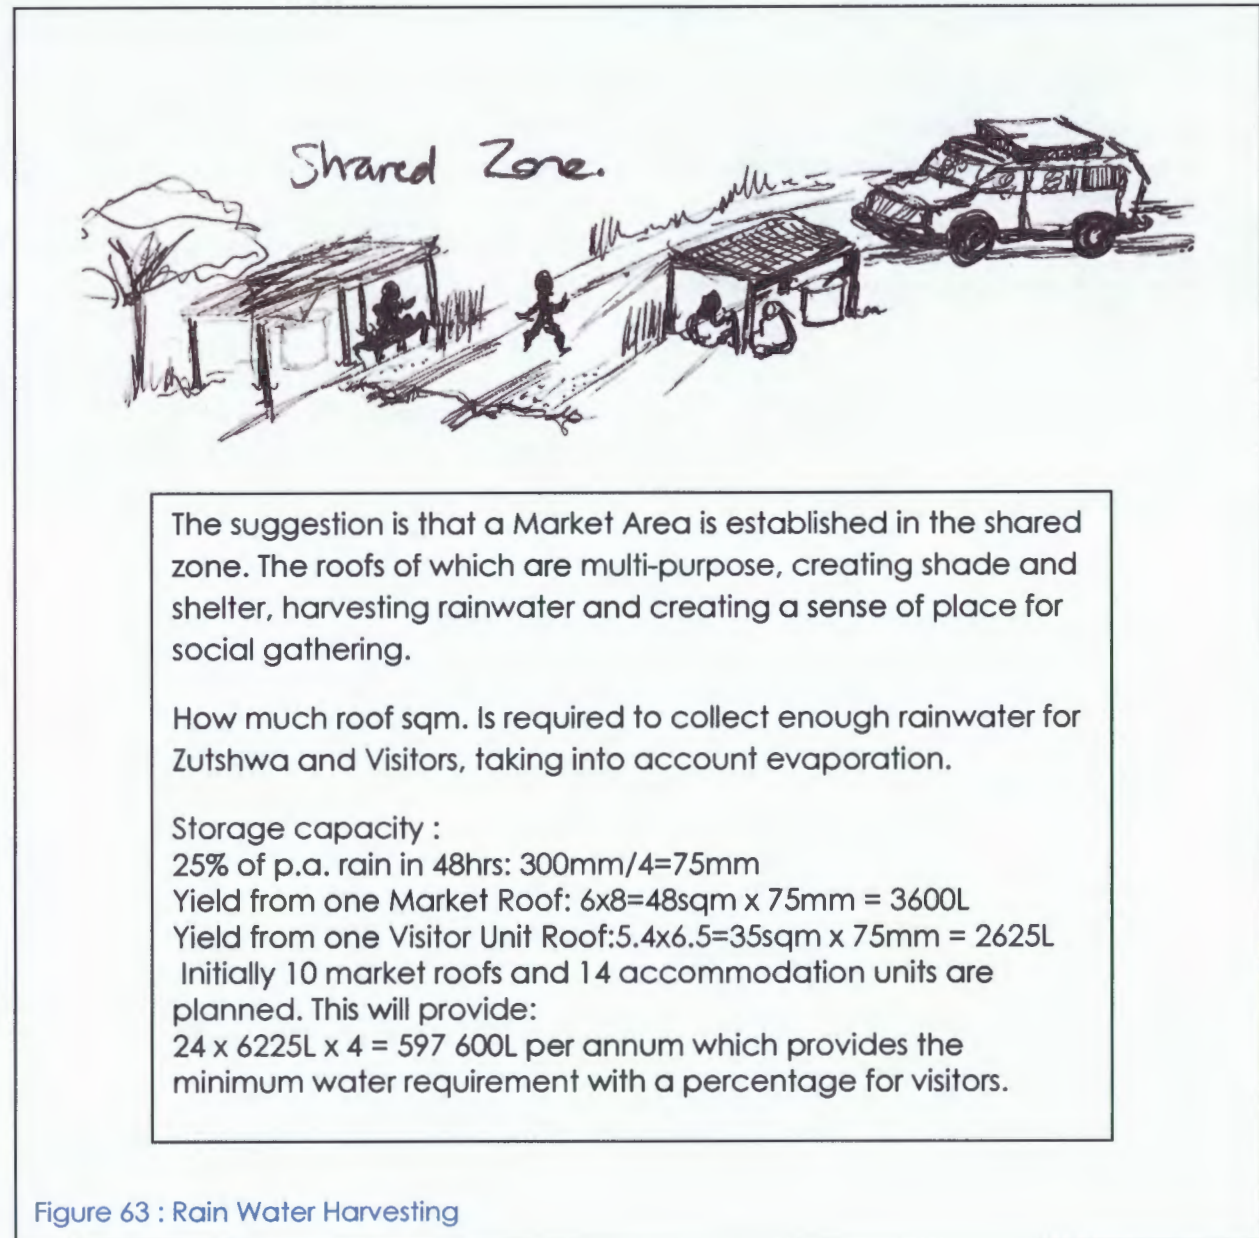 Shared Zone.
The suggestion is that a Market Area is established in the shared
zone. The roofs of which are multi-purpose, creating shade and
shelter, harvesting rainwater and creating a sense of place for
social gathering.
How much roof sqm. Is required to collect enough rainwater for
Zutshwa and Visitors, taking into account evaporation.
Storage capacity :
25% of p.a. rain in 48hrs: 300mm/4=75mm
Yield from one Market Roof: 6x8=48sqm x 75mm = 3600L
Yield from one Visitor Unit Roof:5.4x6.5=35sqm x 75mm = 2625L
Initially 10 market roofs and 14 accommodation units are
planned. This will provide:
24 x 6225L x 4 = 597 600L per annum which provides the
minimum water requirement with a percentage for visitors.
Figure 63 : Rain Water Harvesting